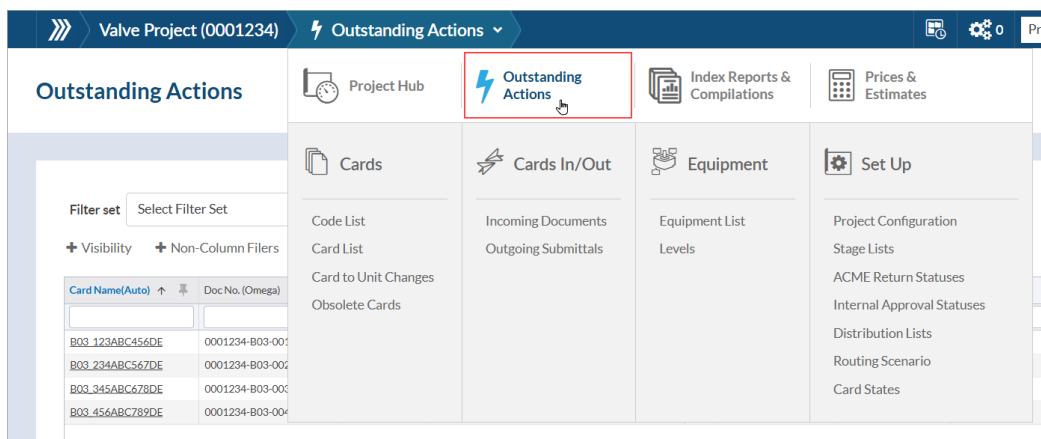 Valve Project (0001234)
Outstanding Actions
0
Pr
Outstanding Actions
Project Hub
Outstanding
Actions
Index Reports &
Compilations
Prices &
Estimates
Cards
Cards In/Out
Equipment
Set Up
Filter set
Select Filter Set
Visibility
Non-Column Filers
Code List
Card List
Card to Unit Changes
Obsolete Cards
Incoming Documents
Outgoing Submittals
Equipment List
Levels
Project Configuration
Stage Lists
ACME Return Statuses
Internal Approval Statuses
Distribution Lists
Routing Scenario
Card States
Card Name(Auto)
Doc No. (Omega)
B03_123ABC456DE
0001234-B03-001
B03_234ABC567DE
0001234-B03-002
B03_345ABC678DE
0001234-B03-003
B03_456ABC789DE
0001234-B03-004